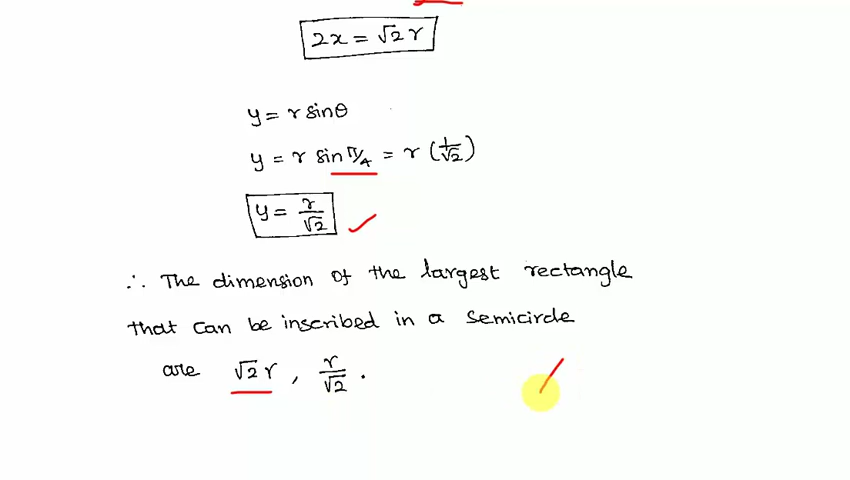 2x = √2 r
y = r sinθ
y = r sin π/4 = r (1/√2)
y = r/√2
∴ The dimension of the largest rectangle
that can be inscribed in a semicircle
are √2 r , r/√2 .